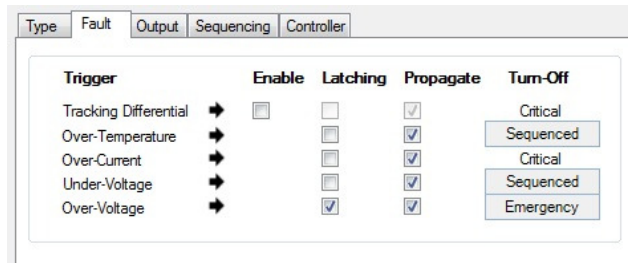 Type Fault Output Sequencing Controller
Trigger Enable Latching Propagate Turn-Off
Tracking Differential Critical
Over-Temperature Sequenced
Over-Current Critical
Under-Voltage Sequenced
Over-Voltage Emergency